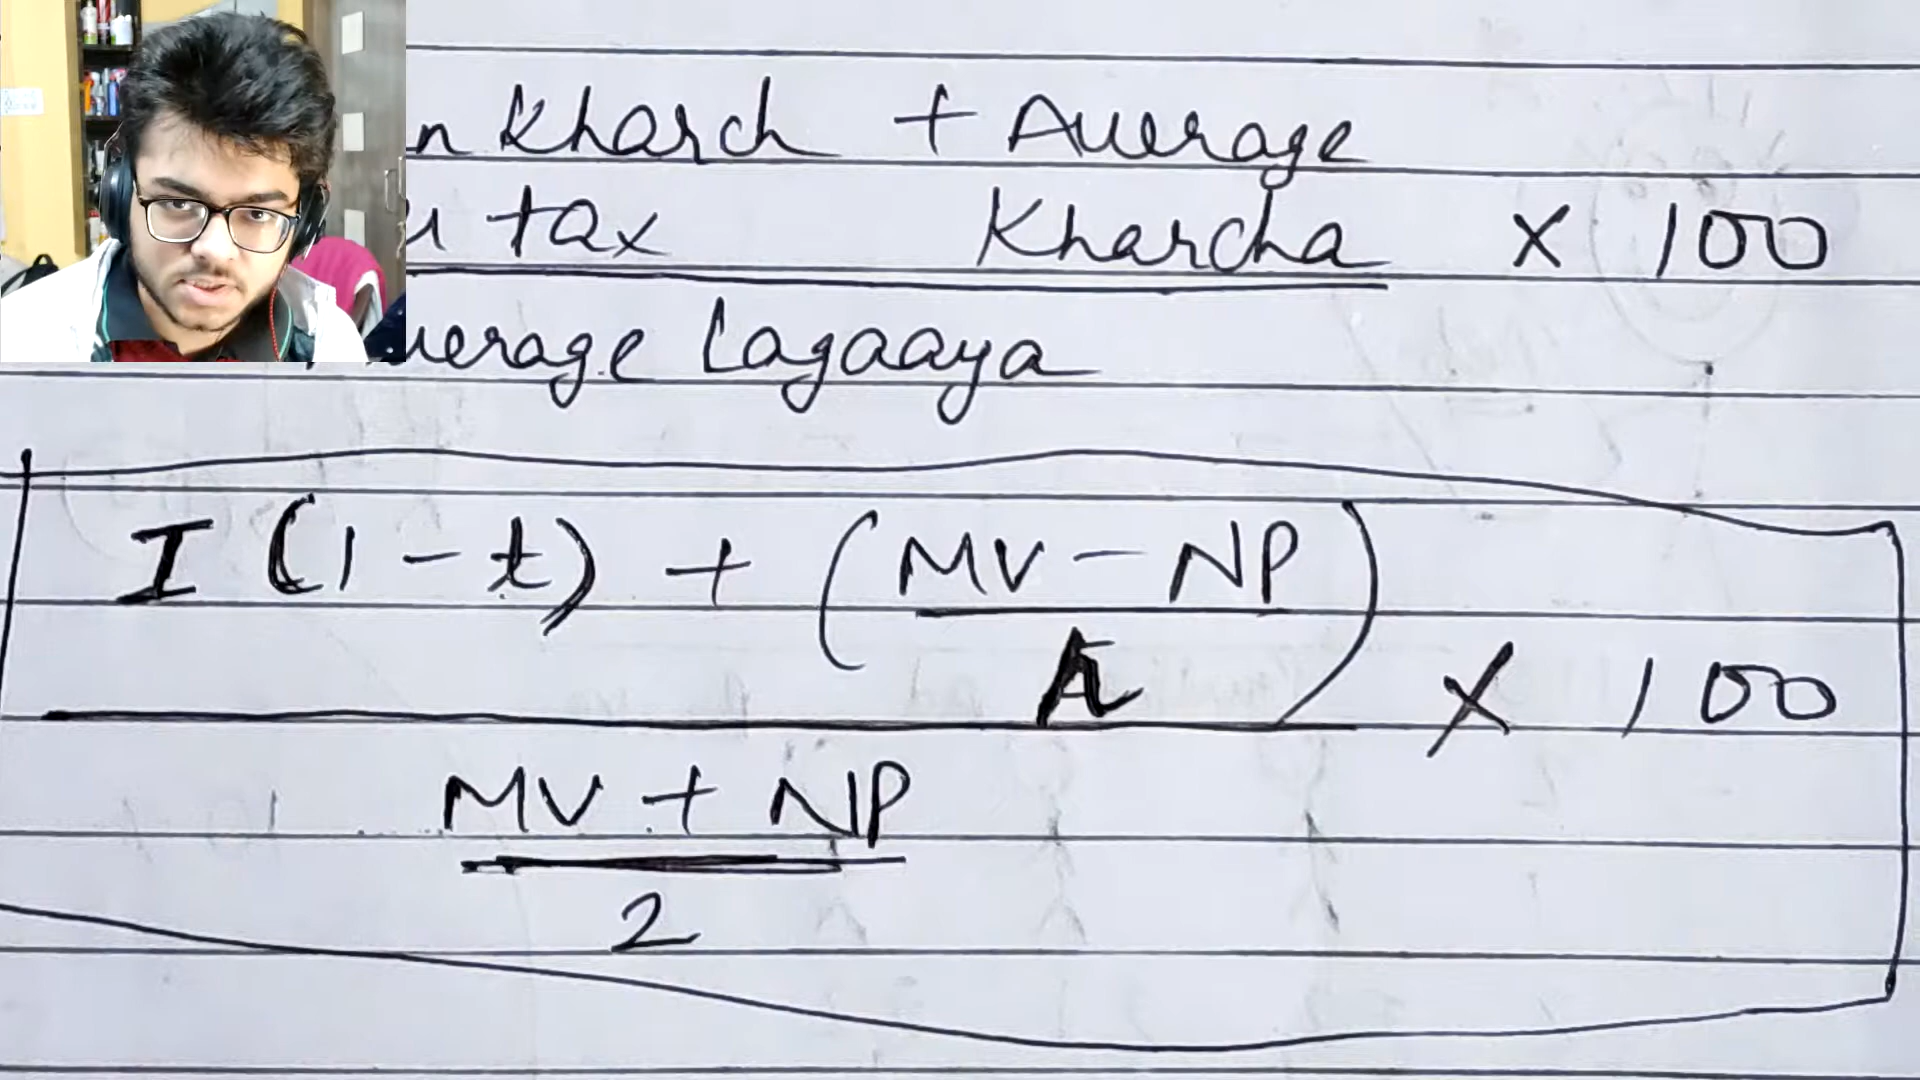 Kharch + Average
tax Kharcha × 100
Lagaaya
I (1 - t) + (MV - NP)
× 100
MV + NP
2